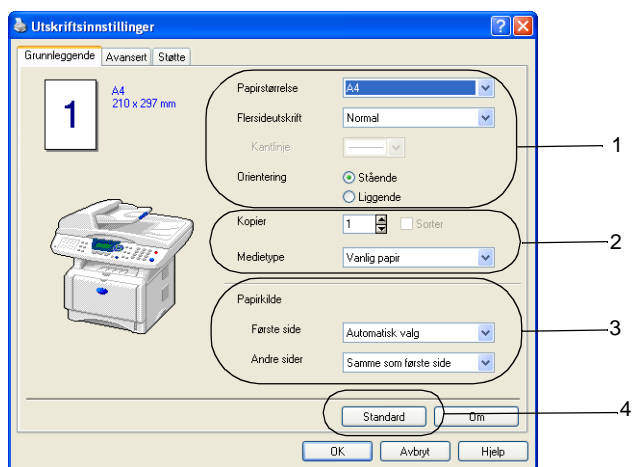 Utskriftsinnstillinger
Grunnleggende Avansert Støtte
1
A4
210 x 297 mm
Papirstørrelse A4
Flersideutskrift Normal
Kantlinje
Orientering Stående
Liggende
1
Kopier 1 Sorter
Medietype Vanlig papir
2
Papirkilde
Første side Automatisk valg
Andre sider Samme som første side
3
Standard Om
4
OK Avbryt Hjelp